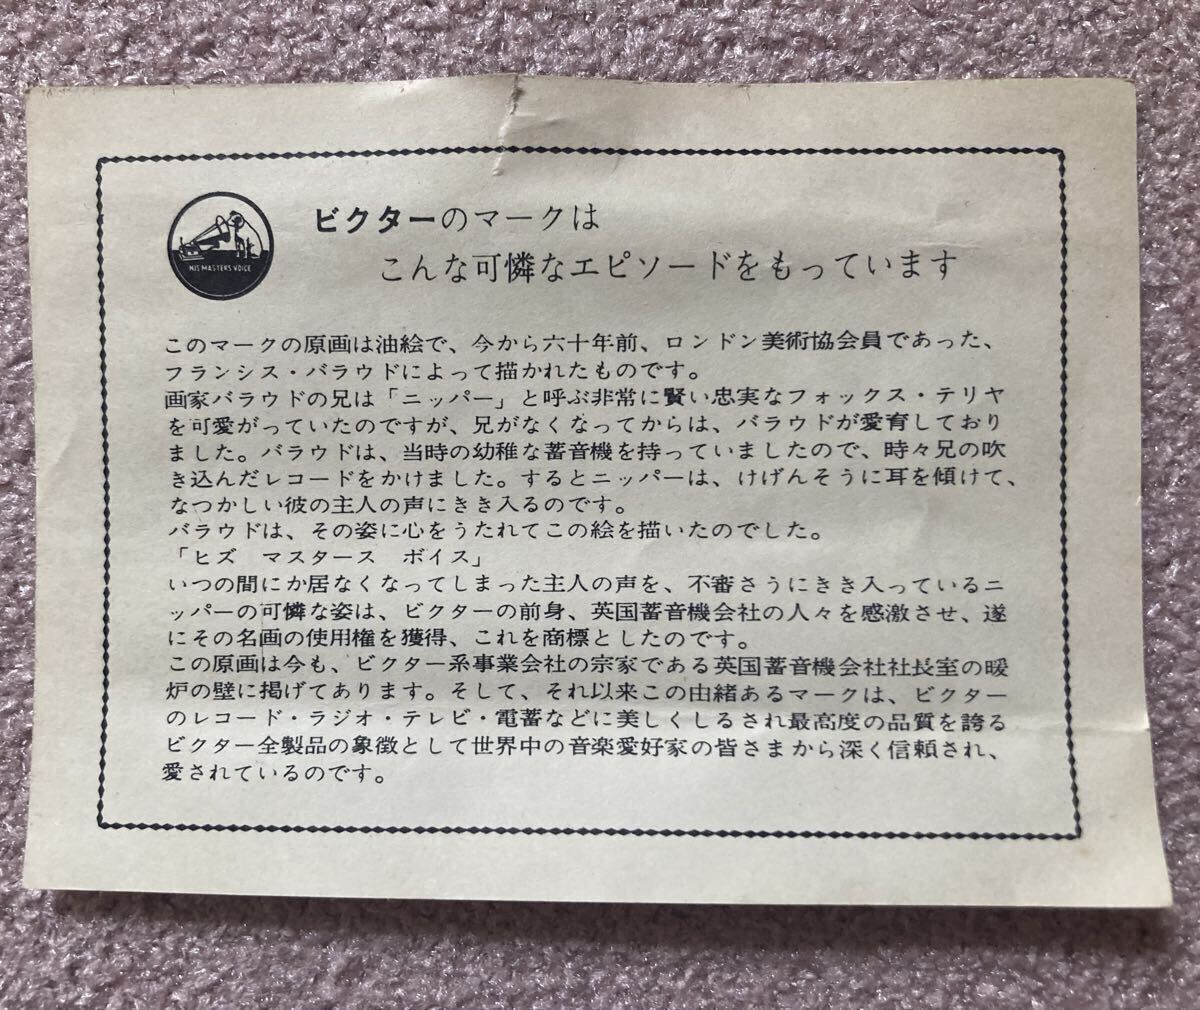 HIS MASTERS VOICE
ビクターのマークは
こんな可憐なエピソードをもっています
このマークの原画は油絵で、今から六十年前、ロンドン美術協会員であった、
フランシス・バラウドによって描かれたものです。
画家バラウドの兄は「ニッパー」と呼ぶ非常に賢い忠実なフォックス・テリヤ
を可愛がっていたのですが、兄がなくなってからは、バラウドが愛育しており
ました。バラウドは、当時の幼稚な蓄音機を持っていましたので、時々兄の吹
き込んだレコードをかけました。するとニッパーは、けげんそうに耳を傾けて、
なつかしい彼の主人の声にきき入るのです。
バラウドは、その姿に心をうたれてこの絵を描いたのでした。
「ヒズ　マスタース　ボイス」
いつの間にか居なくなってしまった主人の声を、不審さうにきき入っているニ
ッパーの可憐な姿は、ビクターの前身、英国蓄音機会社の人々を感激させ、遂
にその名画の使用権を獲得、これを商標としたのです。
この原画は今も、ビクター系事業会社の宗家である英国蓄音機会社社長室の暖
炉の壁に掲げてあります。そして、それ以来この由緒あるマークは、ビクター
のレコード・ラジオ・テレビ・電蓄などに美しくしるされ最高度の品質を誇る
ビクター全製品の象徴として世界中の音楽愛好家の皆さまから深く信頼され、
愛されているのです。